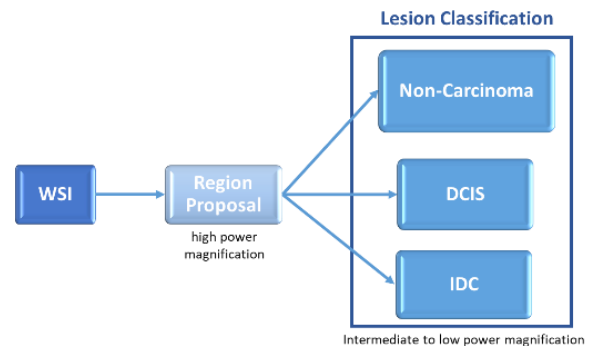 Lesion Classification
Non-Carcinoma
WSI
Region
Proposal
high power
magnification
DCIS
IDC
Intermediate to low power magnification